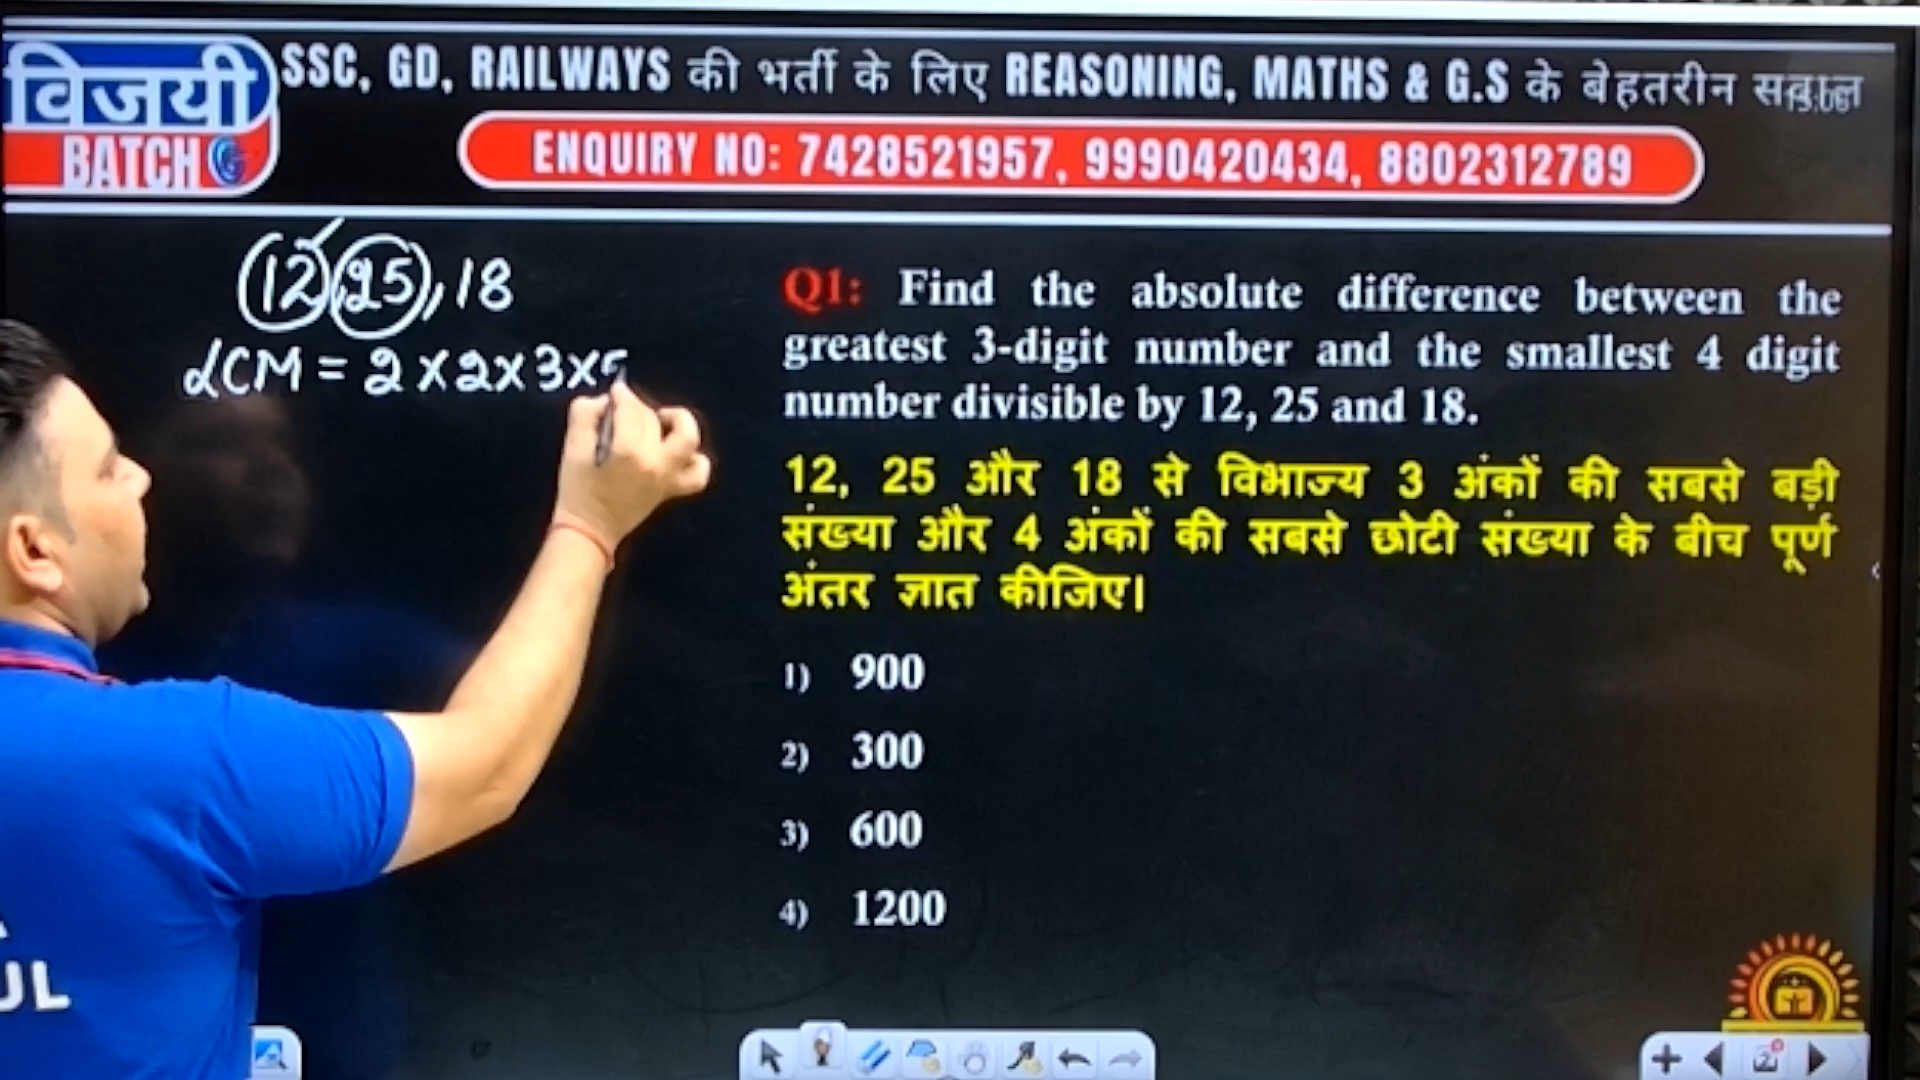 विजयी
BATCH
SSC, GD, RAILWAYS की भर्ती के लिए REASONING, MATHS & G.S के बेहतरीन
ENQUIRY NO: 7428521957, 9990420434, 8802312789
12, 25, 18
LCM = 2 × 2 × 3 × 5
Q1: Find the absolute difference between the
greatest 3-digit number and the smallest 4 digit
number divisible by 12, 25 and 18.
12, 25 और 18 से विभाज्य 3 अंकों की सबसे बड़ी
संख्या और 4 अंकों की सबसे छोटी संख्या के बीच पूर्ण
अंतर ज्ञात कीजिए।
1) 900
2) 300
3) 600
4) 1200
UL
2